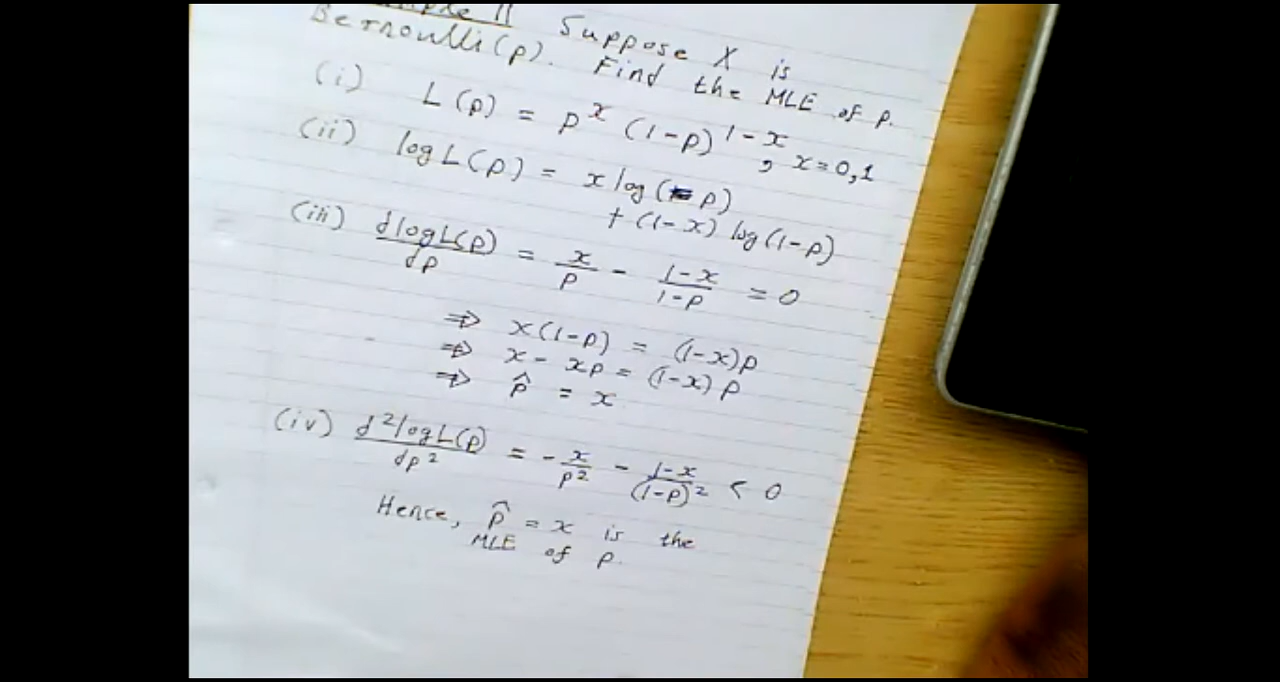 Suppose X is
Bernoulli(p). Find the MLE of p.
(i) L(p) = p^x (1-p)^{1-x}, x=0,1
(ii) log L(p) = x log(p)
+ (1-x) log(1-p)
(iii) d log L(p)/dp = x/p - (1-x)/(1-p) = 0
⇒ x(1-p) = (1-x)p
⇒ x - xp = (1-x)p
⇒ p̂ = x
(iv) d² log L(p)/dp² = -x/p² - (1-x)/(1-p)² < 0
Hence, p̂ = x is the
MLE of p.